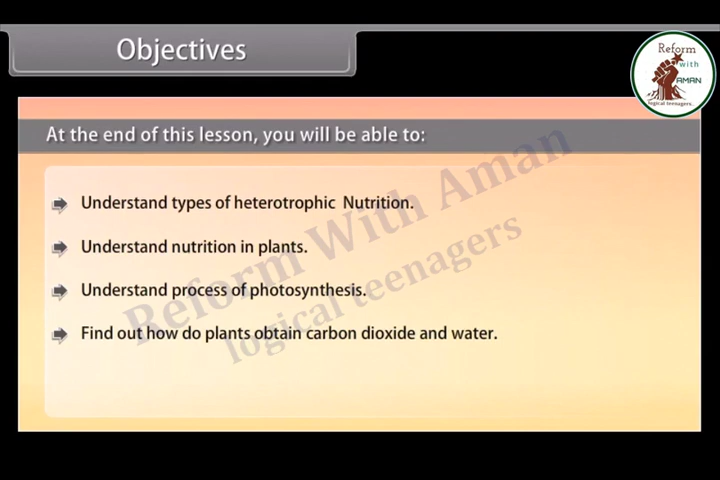 Objectives
Reform
with
AMAN
logical teenagers.
At the end of this lesson, you will be able to:
Understand types of heterotrophic Nutrition.
Understand nutrition in plants.
Understand process of photosynthesis.
Find out how do plants obtain carbon dioxide and water.
Reform With Aman
logical teenagers